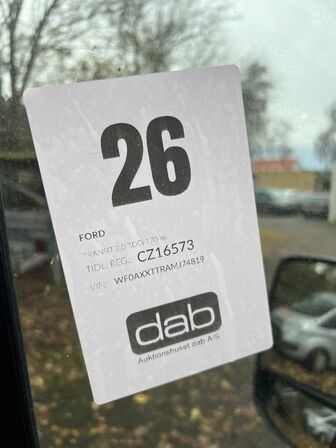 26
FORD
TRANSIT 2.0 TDCI 170 HK
TIDL. REG.: CZ16573
VIN: WF0AXXTTRAMJ74819
dab
Auktionshuset dab A/S